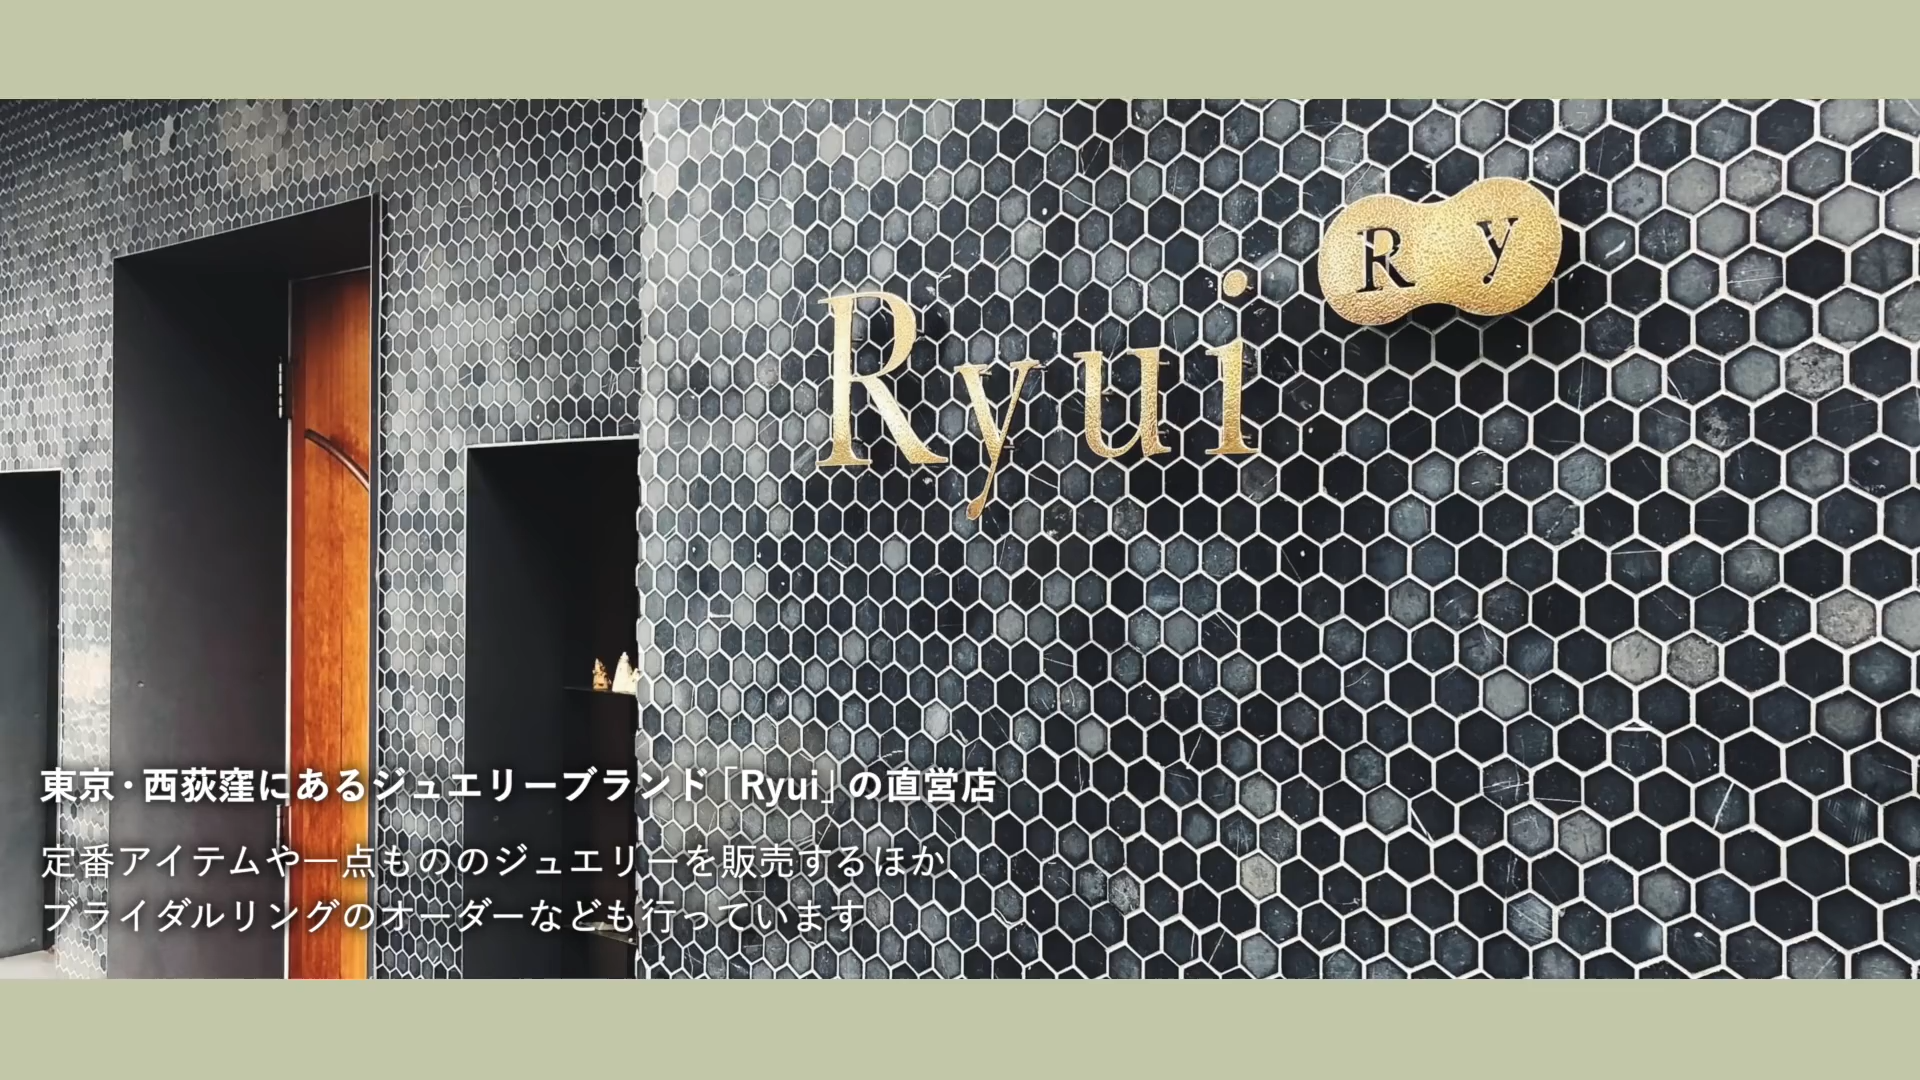 Ryui
R y
東京・西荻窪にあるジュエリーブランド「Ryui」の直営店
定番アイテムや一点もののジュエリーを販売するほか、
ブライダルリングのオーダーなども行っています